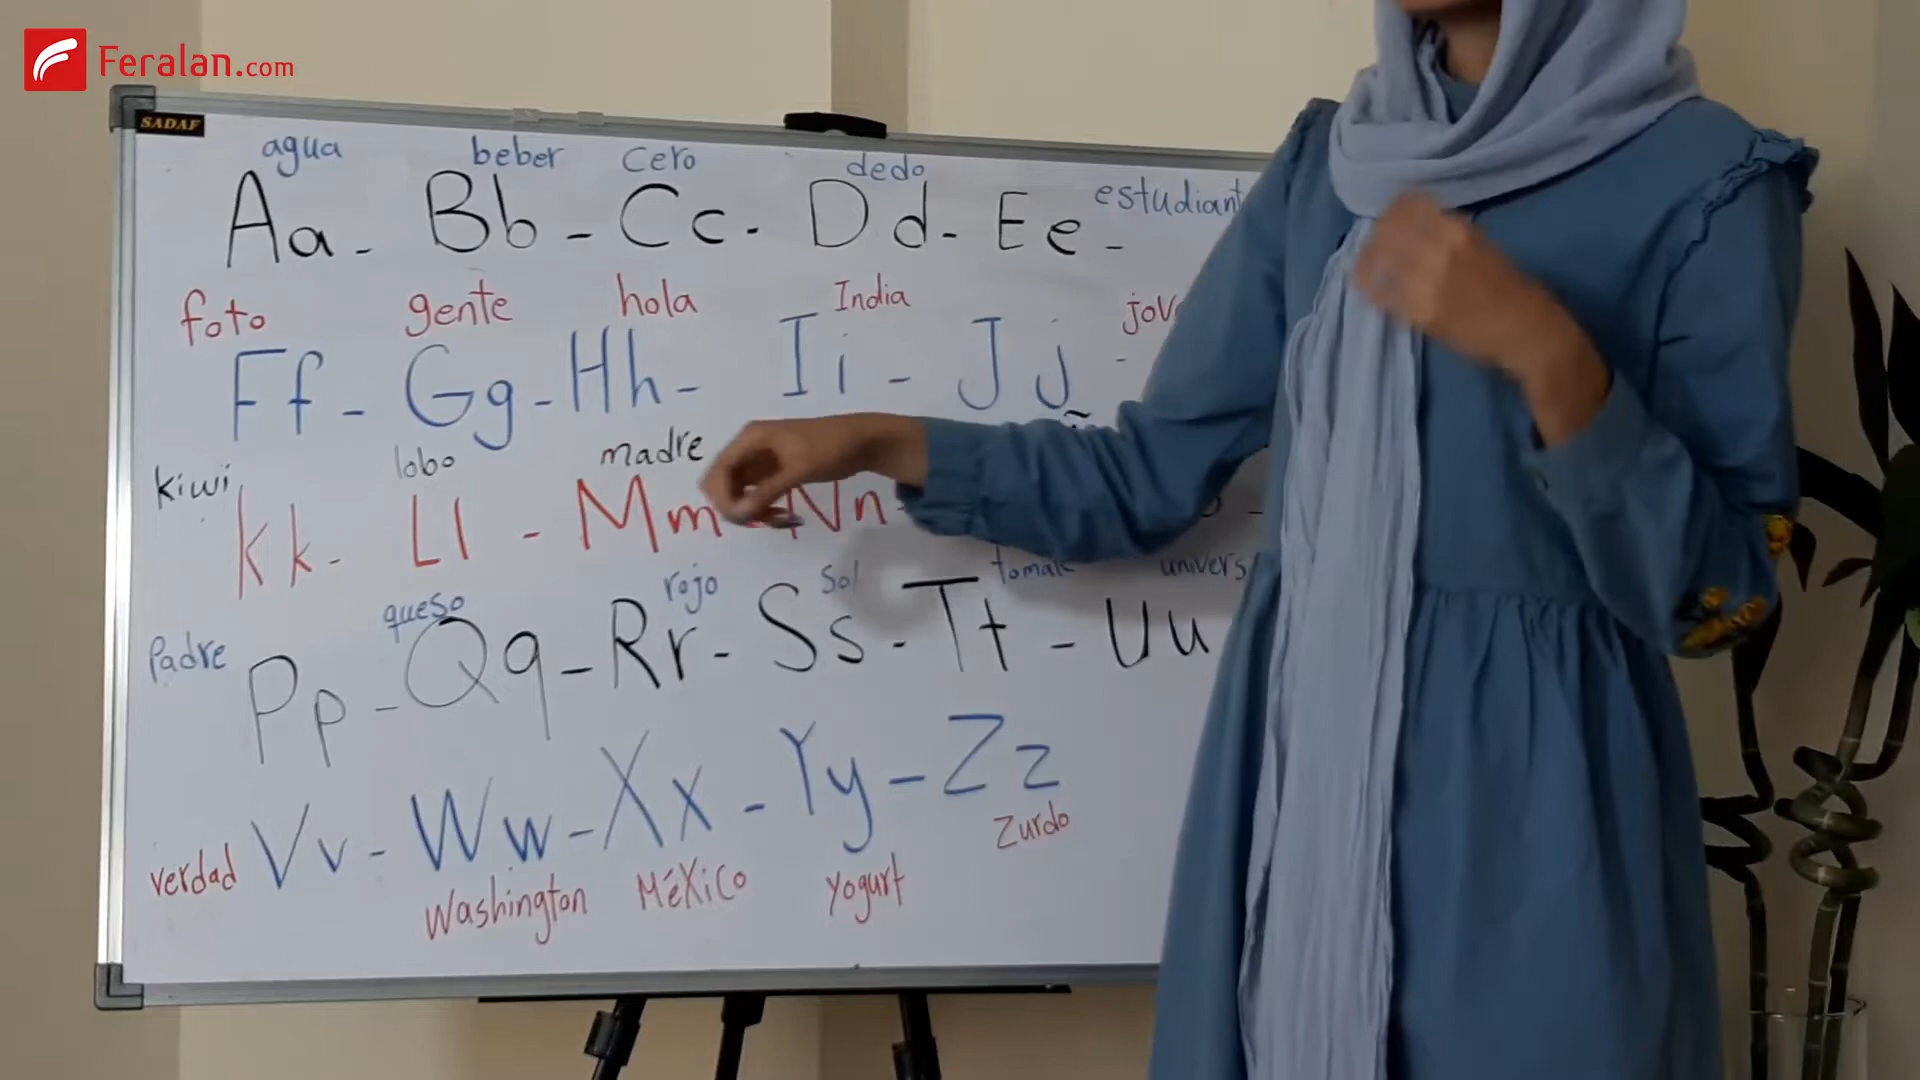 Feralan.com
SADAF
agua beber cero dedo
Aa - Bb - Cc - Dd - Ee - estudiant
foto gente hola India jov
Ff - Gg - Hh - Ii - Jj -
kiwi lobo madre
Kk - Ll - Mm - Nn -
padre queso rojo sol tomate univers
Pp - Qq - Rr - Ss - Tt - Uu
Vv - Ww - Xx - Yy - Zz
verdad Washington MéXiCo Yogurt Zurdo